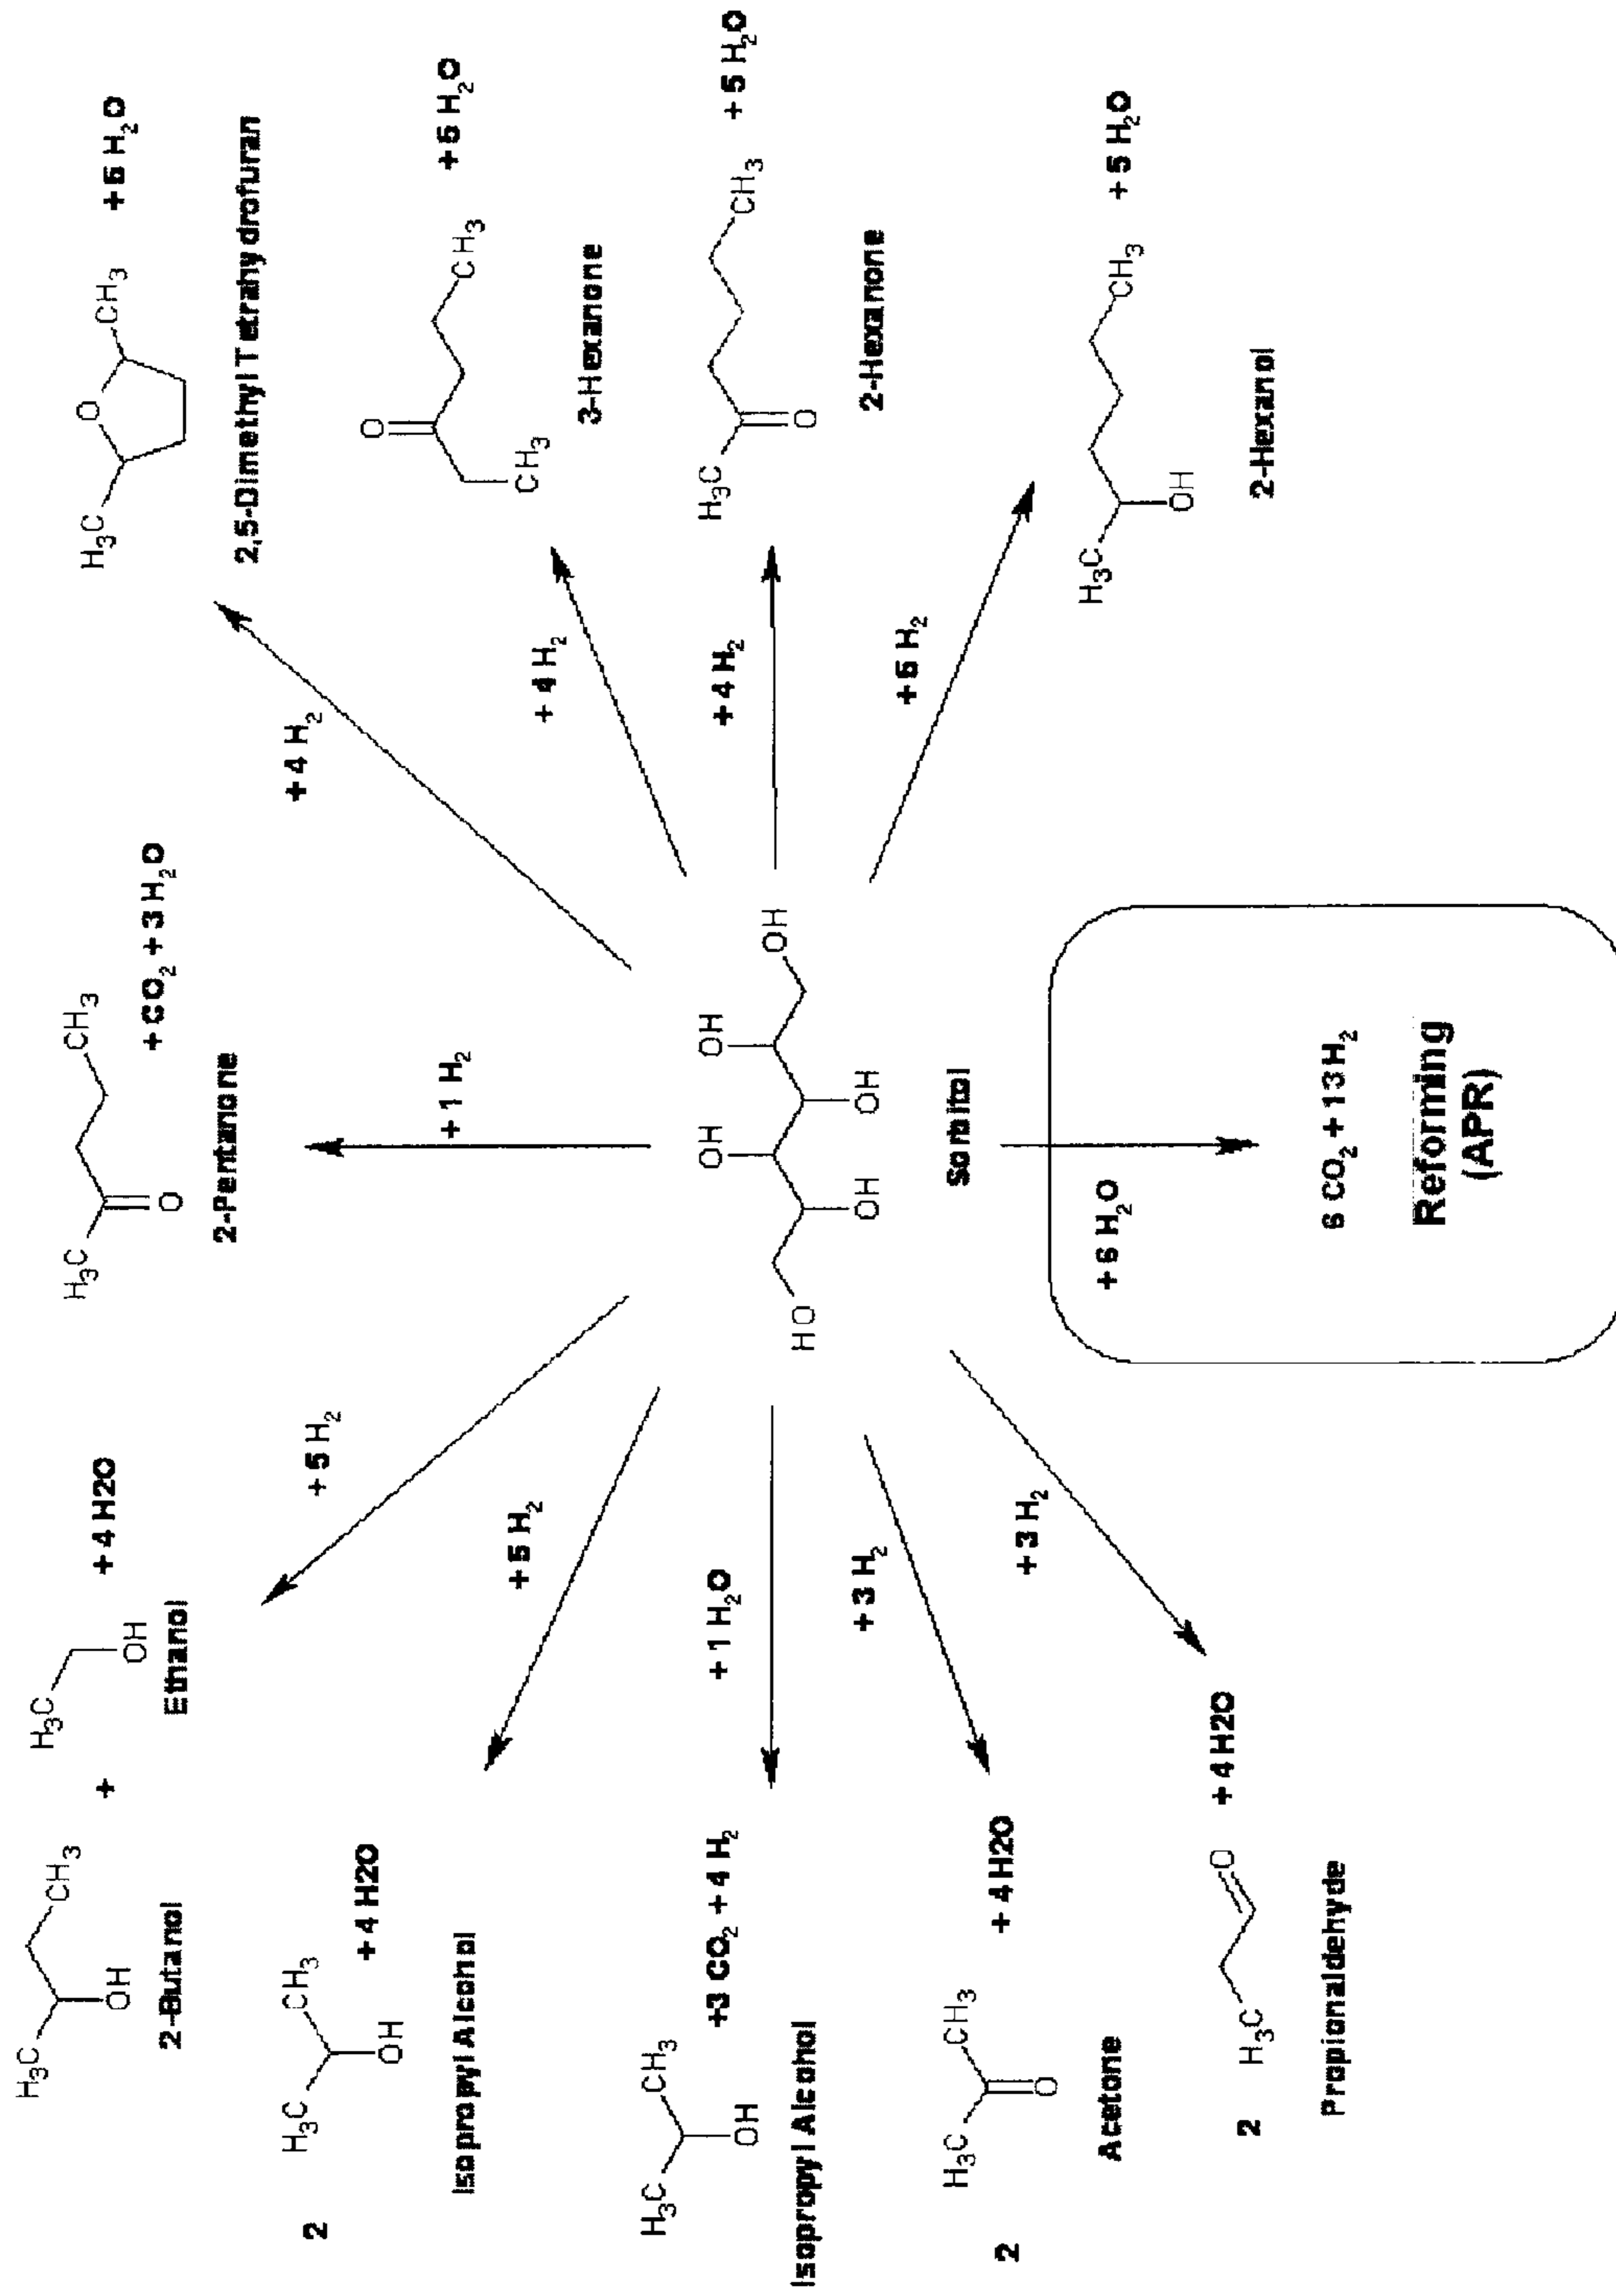 H₃C CH₃ OH
2-Butanol
+
H₃C OH
Ethanol
+4 H2O
+5 H₂
H₃C CH₃ O
+CO₂ +3 H₂O
2-Pentanone
+1 H₂
H₃C O CH₃
+5 H₂O
2,5-Dimethyl Tetrahydrofuran
+4 H₂
2
H₃C CH₃ OH
+4 H2O
Isopropyl Alcohol
+5 H₂
O CH₃ CH₃
+5 H₂O
3-Hexanone
+4 H₂
H₃C CH₃ OH
+3 CO₂ +4 H₂
Isopropyl Alcohol
+1 H₂O
HO OH OH OH OH OH
Sorbitol
+4 H₂
H₃C O CH₃
+5 H₂O
2-Hexanone
2
H₃C CH₃ O
+4 H2O
Acetone
+3 H₂
+5 H₂
H₃C OH CH₃
+5 H₂O
2-Hexanol
2
H₃C O
+4 H2O
Propionaldehyde
+3 H₂
+6 H₂O
6 CO₂ +13 H₂
Reforming
(APR)